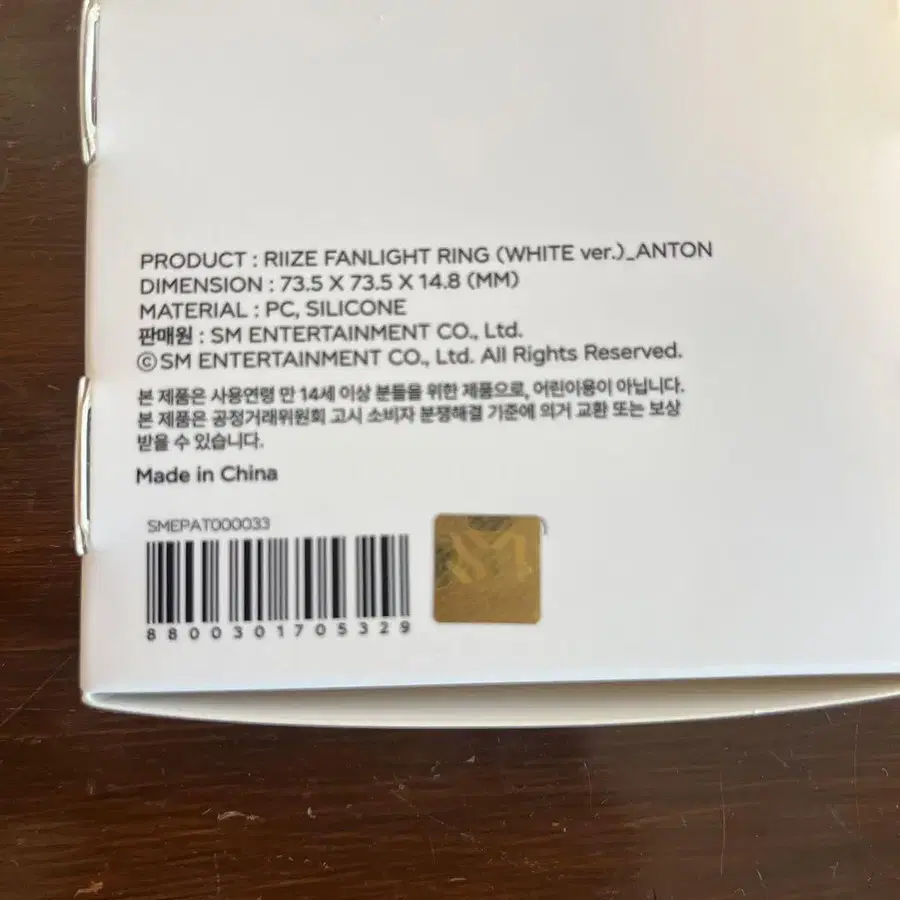 PRODUCT : RIIZE FANLIGHT RING (WHITE ver.)_ANTON
DIMENSION : 73.5 X 73.5 X 14.8 (MM)
MATERIAL : PC, SILICONE
판매원 : SM ENTERTAINMENT CO., Ltd.
©SM ENTERTAINMENT CO., Ltd. All Rights Reserved.
본 제품은 사용연령 만 14세 이상 분들을 위한 제품으로, 어린이용이 아닙니다.
본 제품은 공정거래위원회 고시 소비자 분쟁해결 기준에 의거 교환 또는 보상
받을 수 있습니다.
Made in China
SMEPAT000033
8800301705329
SM